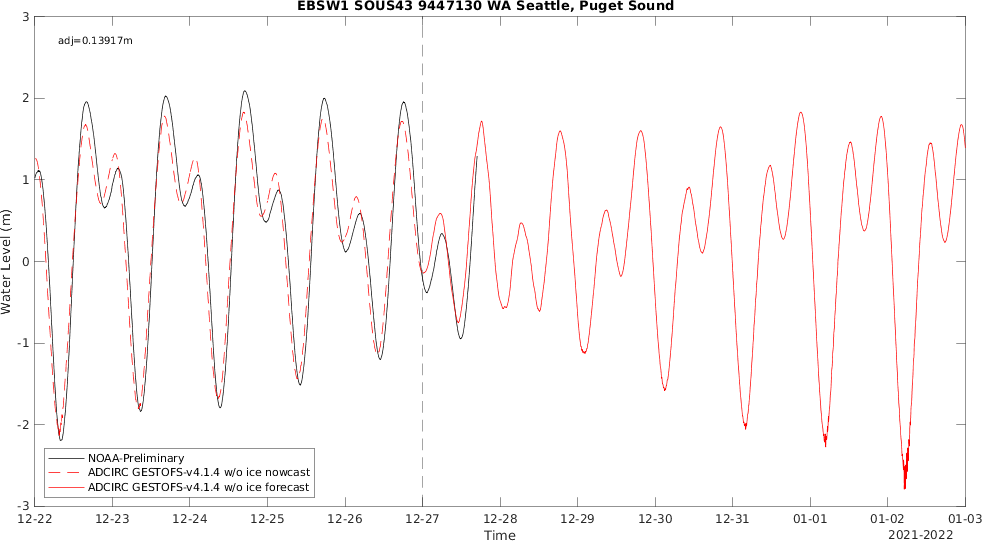 EBSW1 SOUS43 9447130 WA Seattle, Puget Sound
adj=0.13917m
3
2
1
0
-1
-2
-3
Water Level (m)
NOAA-Preliminary
ADCIRC GESTOFS-v4.1.4 w/o ice nowcast
ADCIRC GESTOFS-v4.1.4 w/o ice forecast
12-22 12-23 12-24 12-25 12-26 12-27 12-28 12-29 12-30 12-31 01-01 01-02 01-03
Time
2021-2022